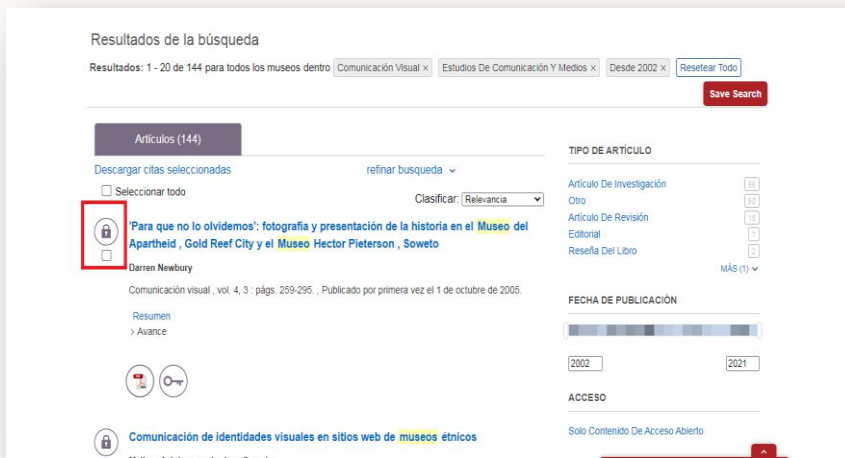 Resultados de la búsqueda
Resultados: 1 - 20 de 144 para todos los museos dentro Comunicación Visual × Estudios De Comunicación Y Medios × Desde 2002 × Resetear Todo
Save Search
Artículos (144)
Descargar citas seleccionadas refinar busqueda
Seleccionar todo
Clasificar: Relevancia
'Para que no lo olvidemos': fotografía y presentación de la historia en el Museo del
Apartheid , Gold Reef City y el Museo Hector Pieterson , Soweto
Darren Newbury
Comunicación visual , vol. 4, 3 : págs. 259-295. , Publicado por primera vez el 1 de octubre de 2005.
Resumen
> Avance
Comunicación de identidades visuales en sitios web de museos étnicos
TIPO DE ARTÍCULO
Artículo De Investigación 66
Otro 50
Artículo De Revisión 18
Editorial 7
Reseña Del Libro 2
MÁS (1)
FECHA DE PUBLICACIÓN
2002 2021
ACCESO
Solo Contenido De Acceso Abierto